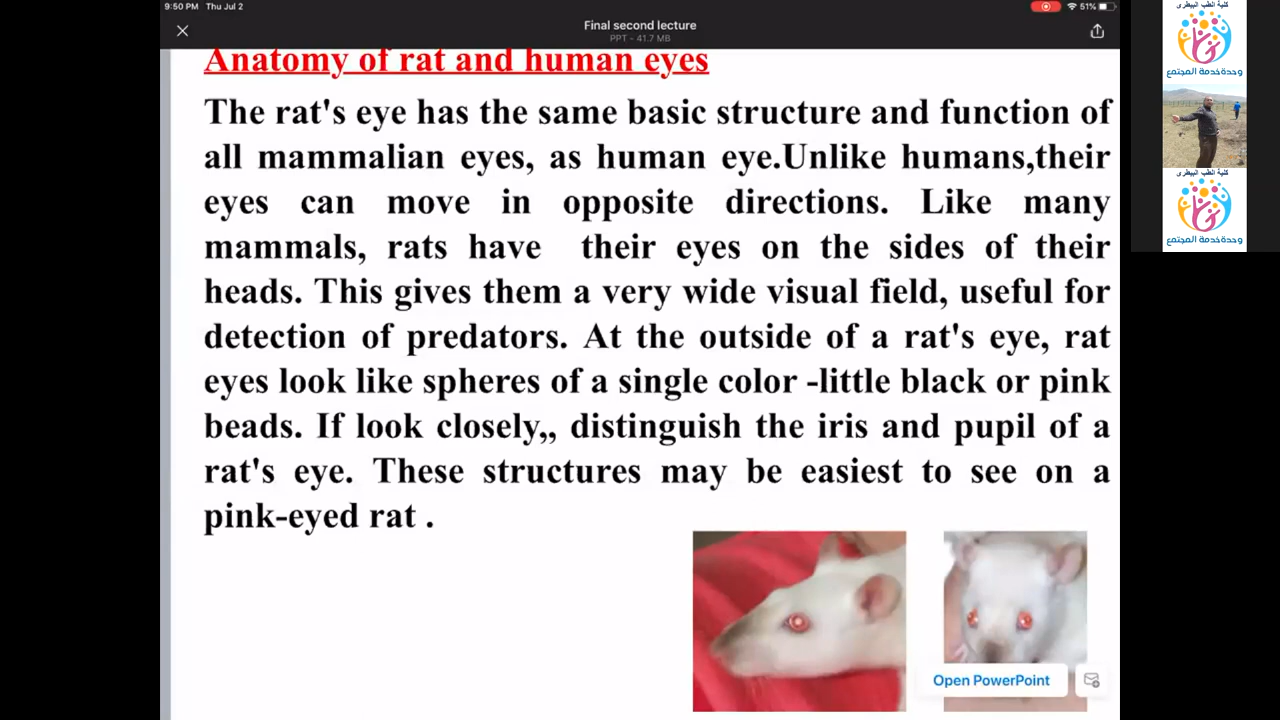 9:50 PM Thu Jul 2
51%
Final second lecture
PPT - 41.7 MB
Anatomy of rat and human eyes
The rat's eye has the same basic structure and function of
all mammalian eyes, as human eye.Unlike humans,their
eyes can move in opposite directions. Like many
mammals, rats have their eyes on the sides of their
heads. This gives them a very wide visual field, useful for
detection of predators. At the outside of a rat's eye, rat
eyes look like spheres of a single color -little black or pink
beads. If look closely,, distinguish the iris and pupil of a
rat's eye. These structures may be easiest to see on a
pink-eyed rat .
Open PowerPoint
كلية الطب البيطرى
وحدة خدمة المجتمع
كلية الطب البيطرى
وحدة خدمة المجتمع